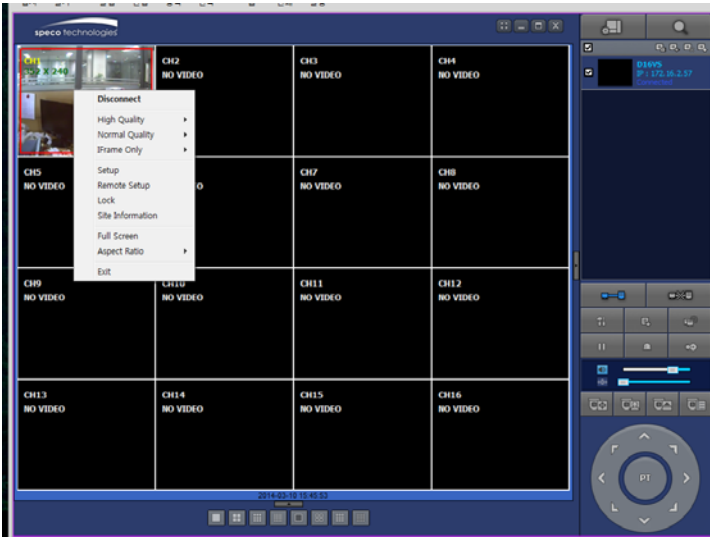 speco technologies
CH1
352 X 240
CH2
NO VIDEO
CH3
NO VIDEO
CH4
NO VIDEO
D16VS
IP : 172.16.2.57
Connected
Disconnect
High Quality
Normal Quality
IFrame Only
Setup
Remote Setup
Lock
Site Information
Full Screen
Aspect Ratio
Exit
CH5
NO VIDEO
CH7
NO VIDEO
CH8
NO VIDEO
CH9
NO VIDEO
CH10
NO VIDEO
CH11
NO VIDEO
CH12
NO VIDEO
CH13
NO VIDEO
CH14
NO VIDEO
CH15
NO VIDEO
CH16
NO VIDEO
PT
2014-03-10 15:45:53